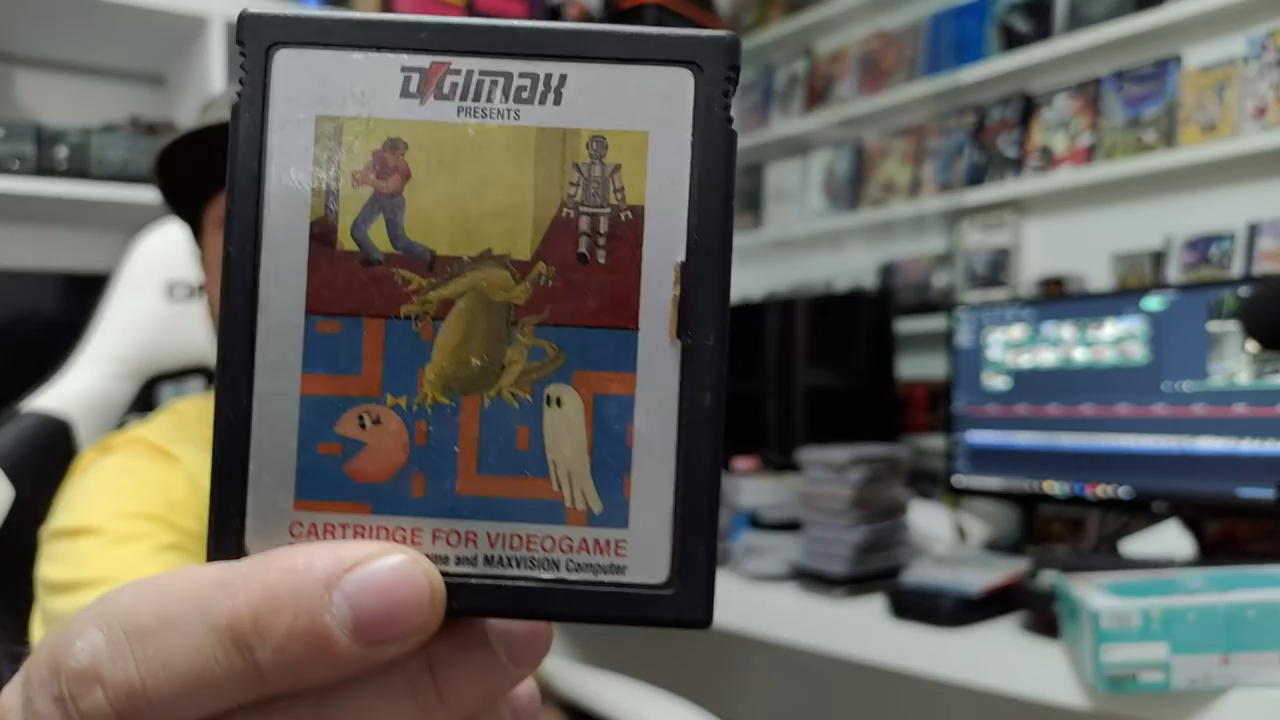 DIGIMAX
PRESENTS
CARTRIDGE FOR VIDEOGAME
and MAXVISION Computer